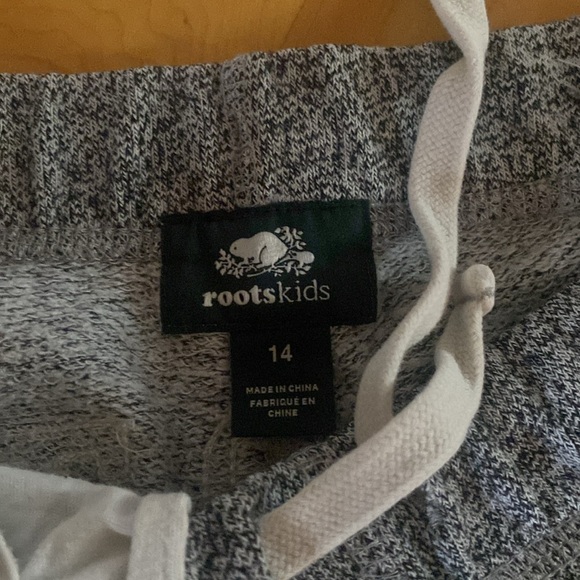 rootskids
14
MADE IN CHINA
FABRIQUÉ EN
CHINE